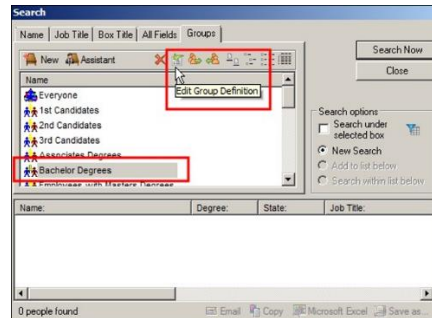 Search
Name Job Title Box Title All Fields Groups
New Assistant
Search Now
Close
Name
Edit Group Definition
Everyone
1st Candidates
2nd Candidates
3rd Candidates
Associates Degrees
Bachelor Degrees
Employees with Masters Degrees
Search options
Search under
selected box
New Search
Add to list below
Search within list below
Name: Degree: State: Job Title:
0 people found Email Copy Microsoft Excel Save as...